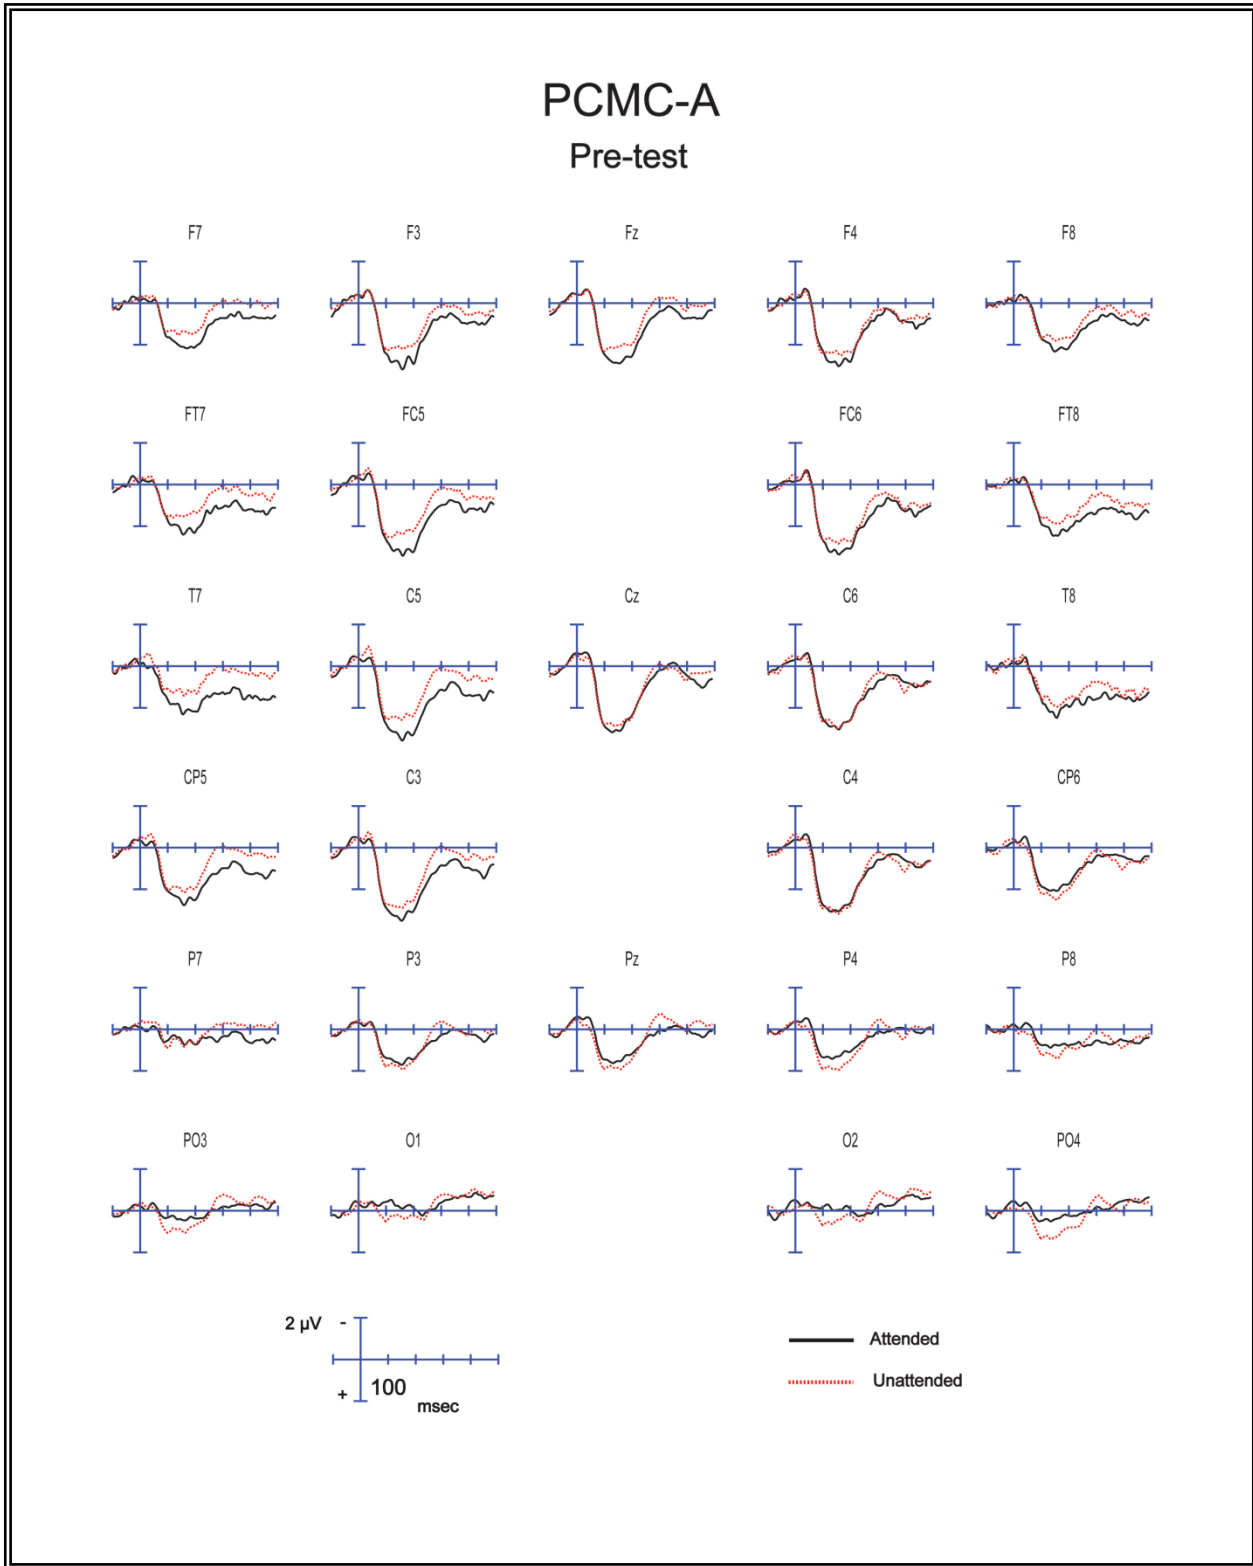 PCMC-A
Pre-test
F7 F3 Fz F4 F8
FT7 FC5 FC6 FT8
T7 C5 Cz C6 T8
CP5 C3 C4 CP6
P7 P3 Pz P4 P8
PO3 O1 O2 PO4
2 µV -
+ 100
msec
Attended
Unattended